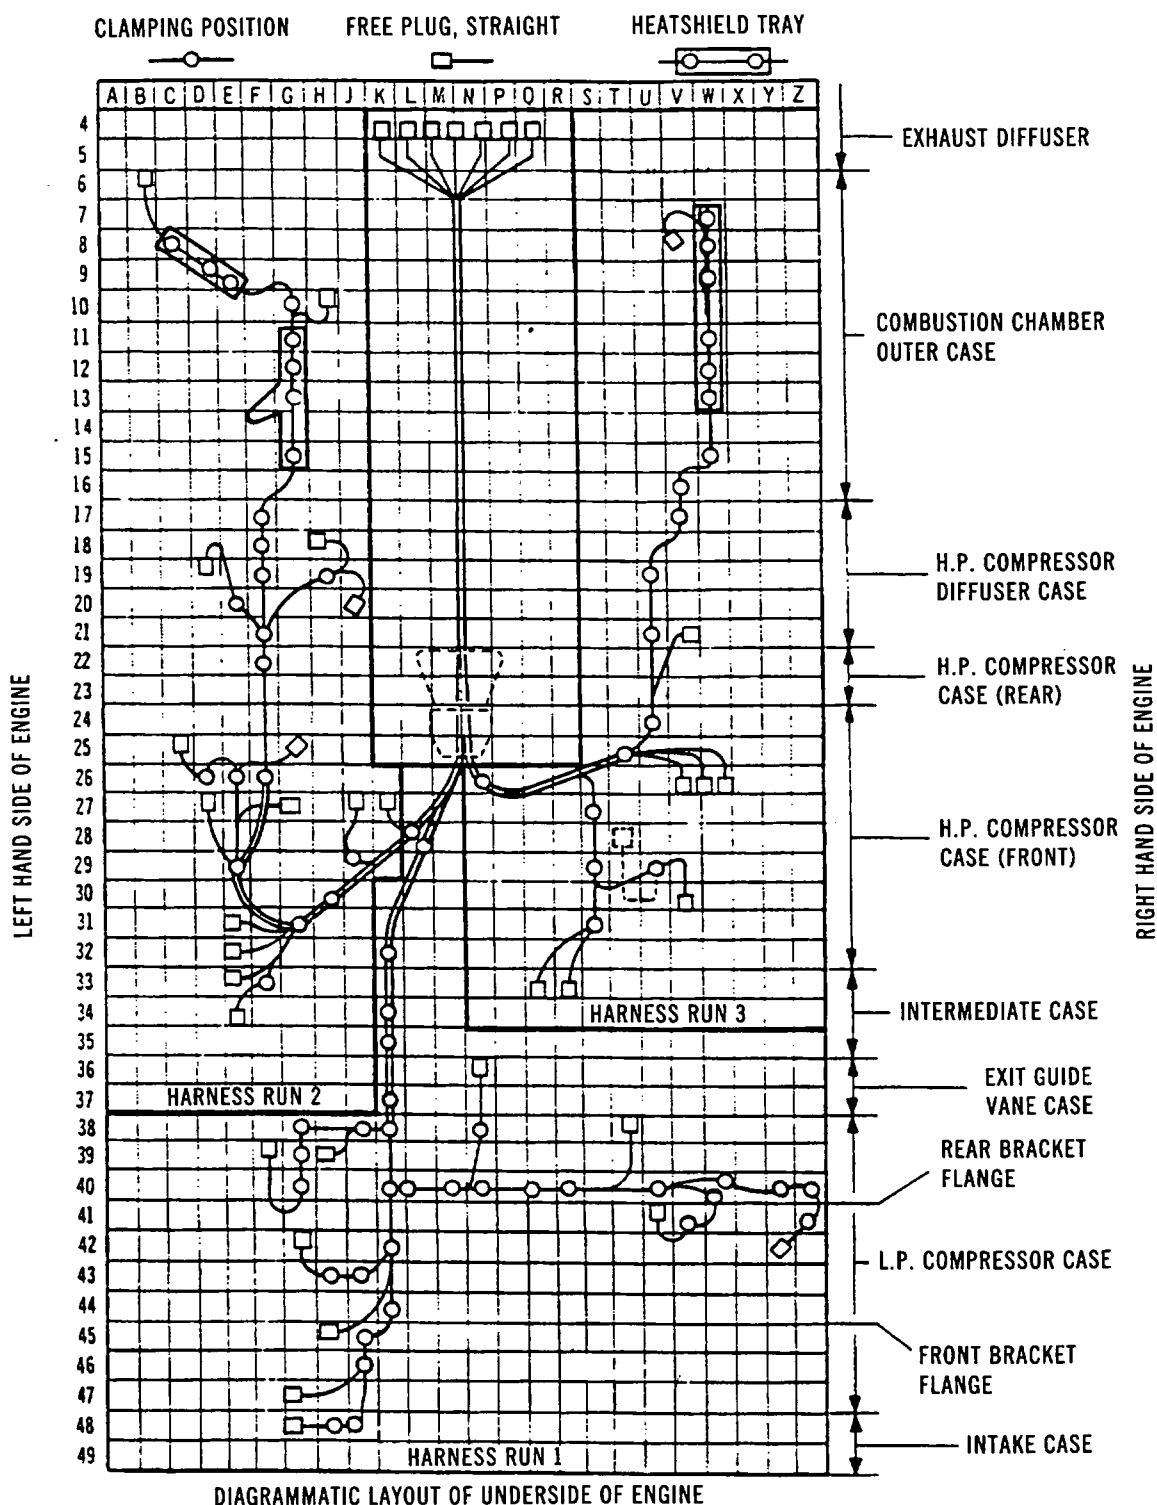 CLAMPING POSITION
FREE PLUG, STRAIGHT
HEATSHIELD TRAY
A B C D E F G H J K L M N P Q R S T U V W X Y Z
4
5
6
7
8
9
10
11
12
13
14
15
16
17
18
19
20
21
22
23
24
25
26
27
28
29
30
31
32
33
34
35
36
37
38
39
40
41
42
43
44
45
46
47
48
49
EXHAUST DIFFUSER
COMBUSTION CHAMBER
OUTER CASE
H.P. COMPRESSOR
DIFFUSER CASE
H.P. COMPRESSOR
CASE (REAR)
H.P. COMPRESSOR
CASE (FRONT)
INTERMEDIATE CASE
EXIT GUIDE
VANE CASE
REAR BRACKET
FLANGE
L.P. COMPRESSOR CASE
FRONT BRACKET
FLANGE
INTAKE CASE
LEFT HAND SIDE OF ENGINE
RIGHT HAND SIDE OF ENGINE
HARNESS RUN 3
HARNESS RUN 2
HARNESS RUN 1
DIAGRAMMATIC LAYOUT OF UNDERSIDE OF ENGINE